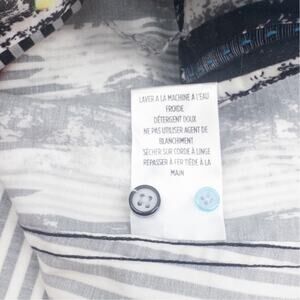 LAVER A LA MACHINE A L'EAU
FROIDE
DÉTERGENT DOUX
NE PAS UTILISER AGENT DE
BLANCHIMENT
SÉCHER SUR CORDE À LINGE
REPASSER À FER TIÈDE À LA
MAIN